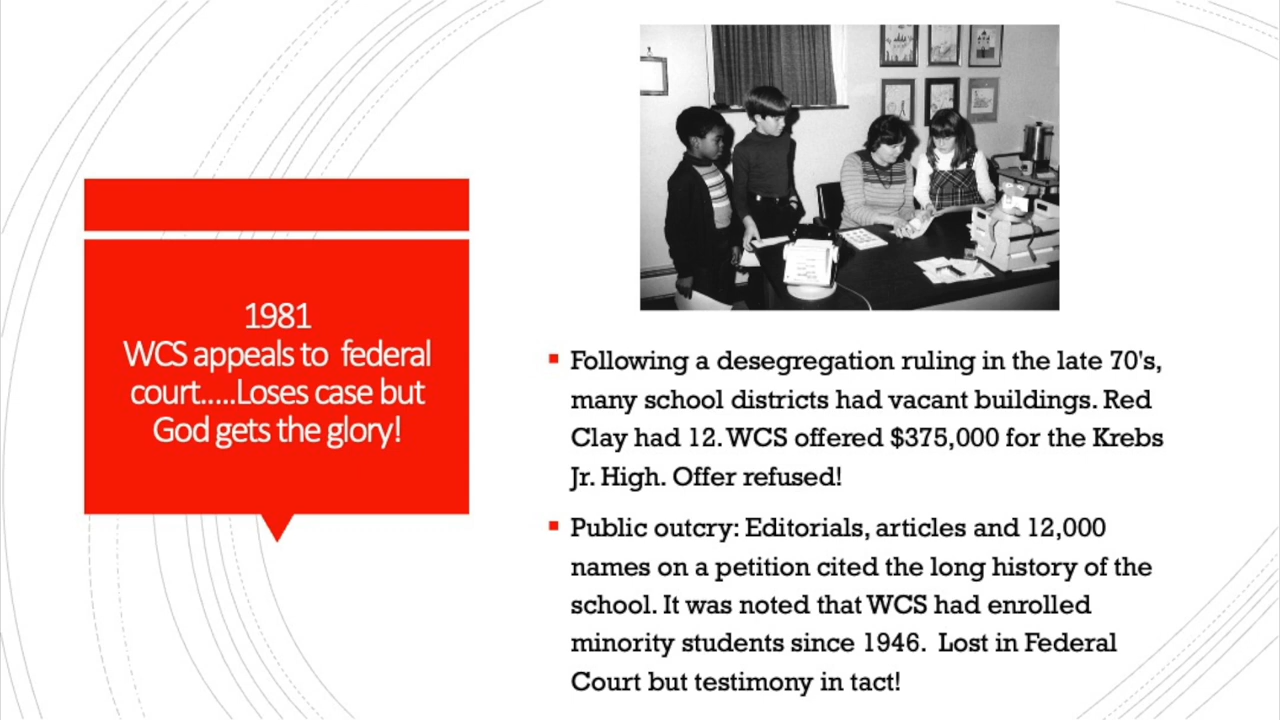 1981
WCS appeals to  federal
court.....Loses case but
God gets the glory!
Following a desegregation ruling in the late 70's,
many school districts had vacant buildings. Red
Clay had 12. WCS offered $375,000 for the Krebs
Jr. High. Offer refused!
Public outcry: Editorials, articles and 12,000
names on a petition cited the long history of the
school. It was noted that WCS had enrolled
minority students since 1946.  Lost in Federal
Court but testimony in tact!